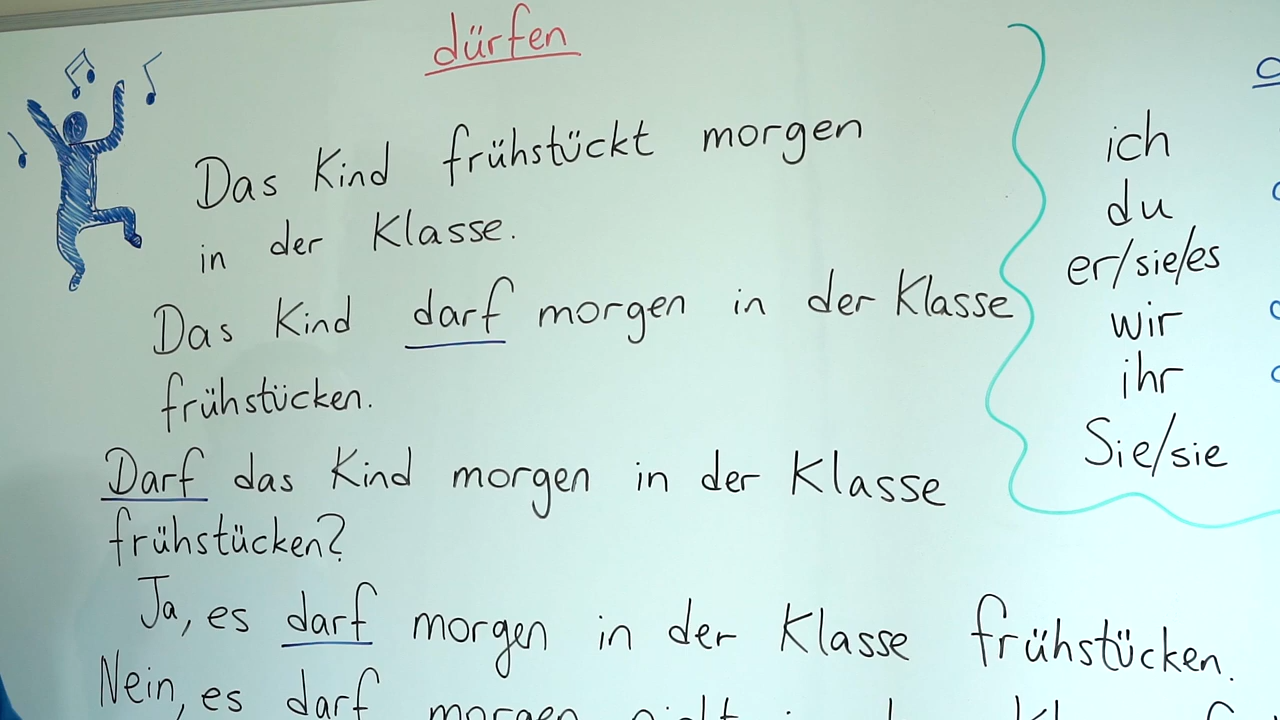 dürfen
Das Kind frühstückt morgen
in der Klasse.
Das Kind darf morgen in der Klasse
frühstücken.
Darf das Kind morgen in der Klasse
frühstücken?
Ja, es darf morgen in der Klasse frühstücken.
Nein, es darf morgen nicht
ich
du
er/sie/es
wir
ihr
Sie/sie